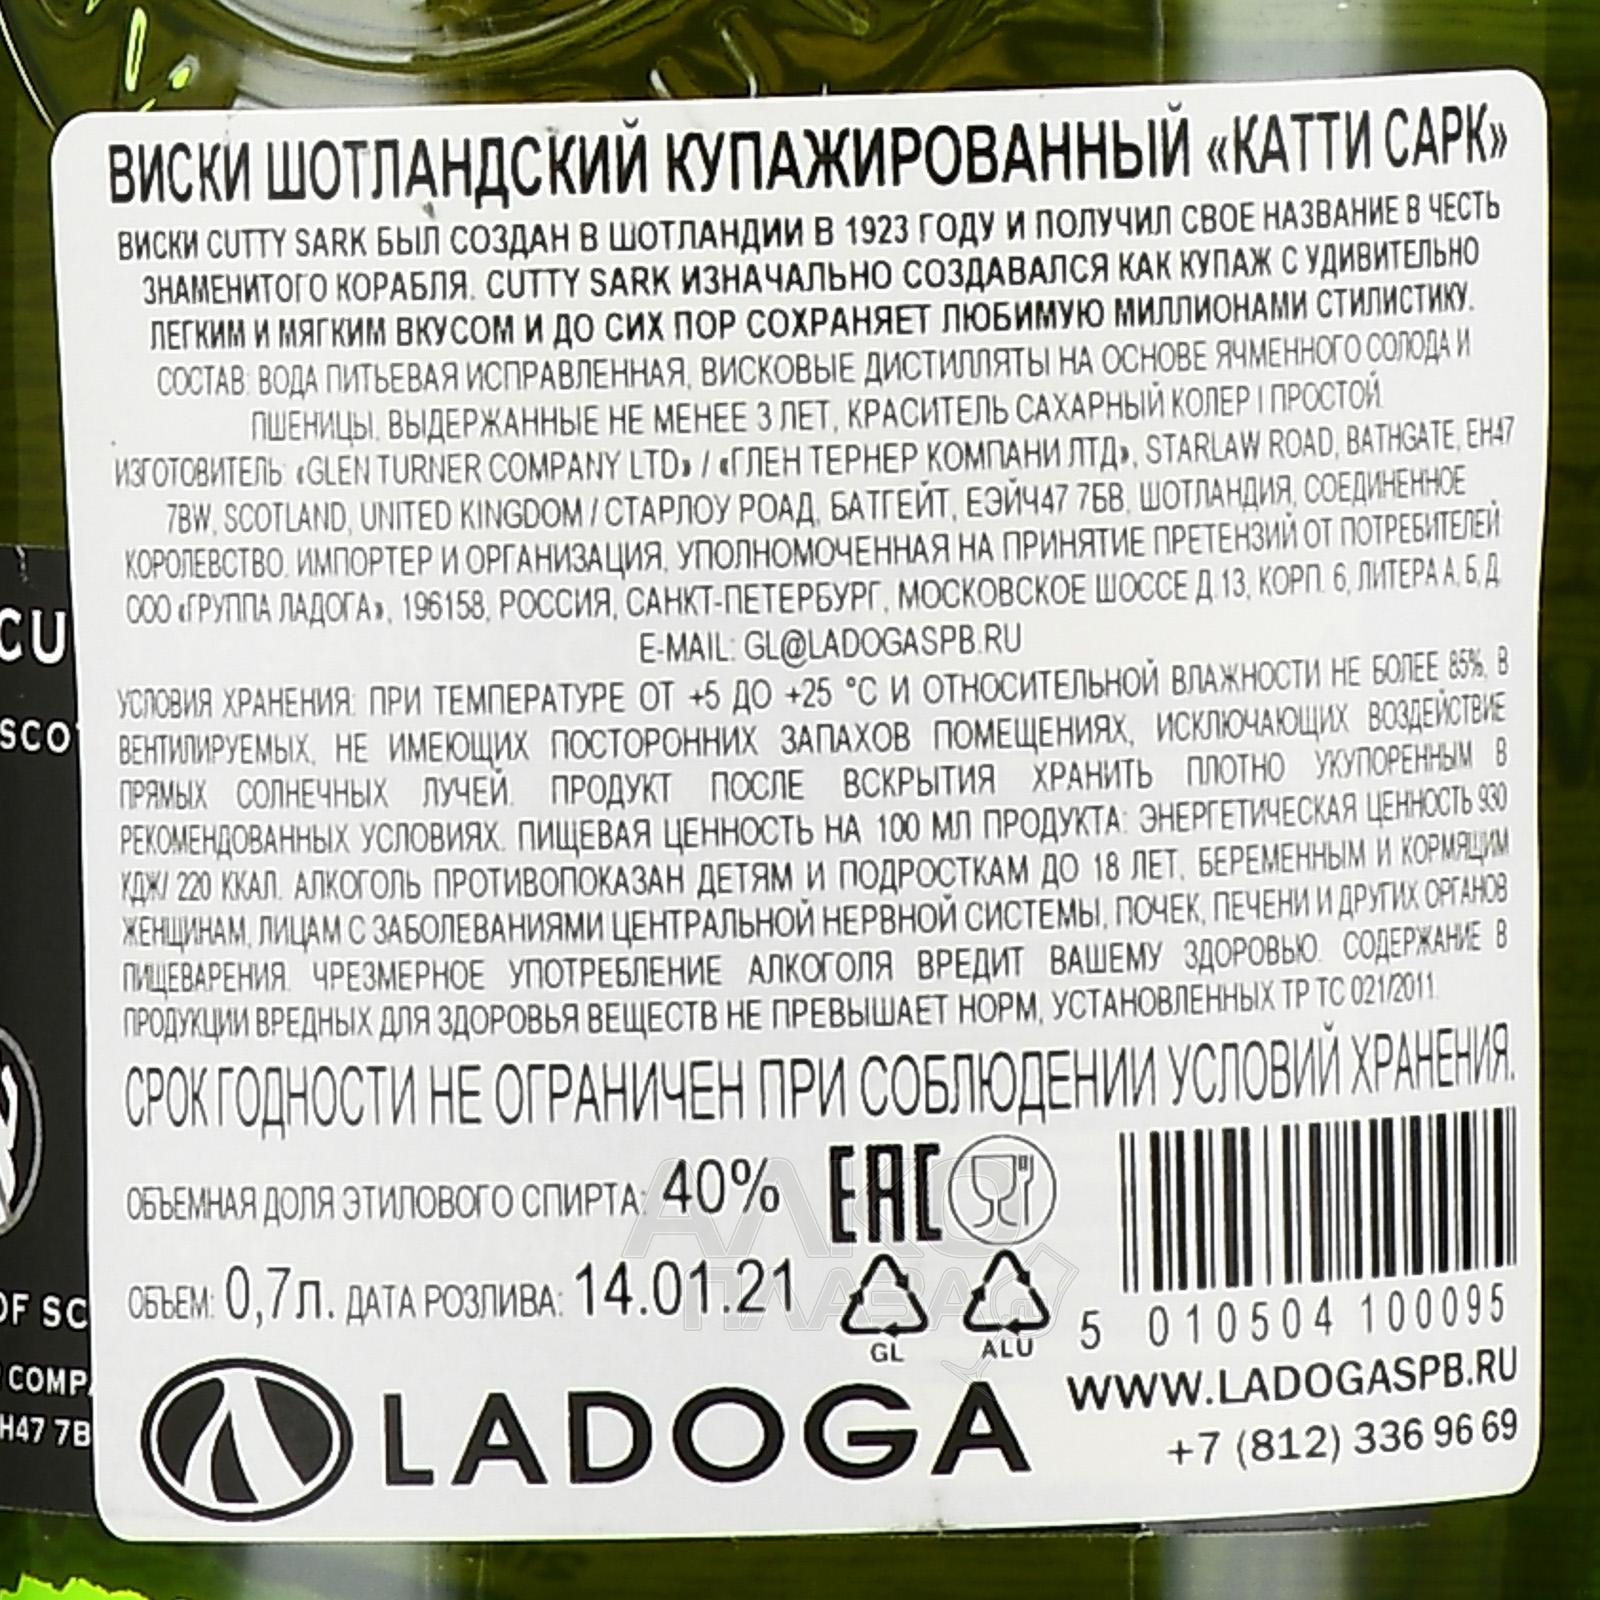 ВИСКИ ШОТЛАНДСКИЙ КУПАЖИРОВАННЫЙ «КАТТИ САРК»
ВИСКИ CUTTY SARK БЫЛ СОЗДАН В ШОТЛАНДИИ В 1923 ГОДУ И ПОЛУЧИЛ СВОЕ НАЗВАНИЕ В ЧЕСТЬ
ЗНАМЕНИТОГО КОРАБЛЯ. CUTTY SARK ИЗНАЧАЛЬНО СОЗДАВАЛСЯ КАК КУПАЖ С УДИВИТЕЛЬНО
ЛЕГКИМ И МЯГКИМ ВКУСОМ И ДО СИХ ПОР СОХРАНЯЕТ ЛЮБИМУЮ МИЛЛИОНАМИ СТИЛИСТИКУ.
СОСТАВ: ВОДА ПИТЬЕВАЯ ИСПРАВЛЕННАЯ, ВИСКОВЫЕ ДИСТИЛЛЯТЫ НА ОСНОВЕ ЯЧМЕННОГО СОЛОДА И
ПШЕНИЦЫ, ВЫДЕРЖАННЫЕ НЕ МЕНЕЕ 3 ЛЕТ, КРАСИТЕЛЬ САХАРНЫЙ КОЛЕР I ПРОСТОЙ.
ИЗГОТОВИТЕЛЬ: «GLEN TURNER COMPANY LTD» / «ГЛЕН ТЕРНЕР КОМПАНИ ЛТД», STARLAW ROAD, BATHGATE, EH47
7BW, SCOTLAND, UNITED KINGDOM / СТАРЛОУ РОАД, БАТГЕЙТ, ЕЭЙЧ47 7БВ, ШОТЛАНДИЯ, СОЕДИНЕННОЕ
КОРОЛЕВСТВО. ИМПОРТЕР И ОРГАНИЗАЦИЯ, УПОЛНОМОЧЕННАЯ НА ПРИНЯТИЕ ПРЕТЕНЗИЙ ОТ ПОТРЕБИТЕЛЕЙ:
ООО «ГРУППА ЛАДОГА», 196158, РОССИЯ, САНКТ-ПЕТЕРБУРГ, МОСКОВСКОЕ ШОССЕ Д.13, КОРП. 6, ЛИТЕРА А, Б, Д,
E-MAIL: GL@LADOGASPB.RU
УСЛОВИЯ ХРАНЕНИЯ: ПРИ ТЕМПЕРАТУРЕ ОТ +5 ДО +25 °C И ОТНОСИТЕЛЬНОЙ ВЛАЖНОСТИ НЕ БОЛЕЕ 85%, В
ВЕНТИЛИРУЕМЫХ, НЕ ИМЕЮЩИХ ПОСТОРОННИХ ЗАПАХОВ ПОМЕЩЕНИЯХ, ИСКЛЮЧАЮЩИХ ВОЗДЕЙСТВИЕ
ПРЯМЫХ СОЛНЕЧНЫХ ЛУЧЕЙ. ПРОДУКТ ПОСЛЕ ВСКРЫТИЯ ХРАНИТЬ ПЛОТНО УКУПОРЕННЫМ В
РЕКОМЕНДОВАННЫХ УСЛОВИЯХ. ПИЩЕВАЯ ЦЕННОСТЬ НА 100 МЛ ПРОДУКТА: ЭНЕРГЕТИЧЕСКАЯ ЦЕННОСТЬ 930
КДЖ/ 220 ККАЛ. АЛКОГОЛЬ ПРОТИВОПОКАЗАН ДЕТЯМ И ПОДРОСТКАМ ДО 18 ЛЕТ, БЕРЕМЕННЫМ И КОРМЯЩИМ
ЖЕНЩИНАМ, ЛИЦАМ С ЗАБОЛЕВАНИЯМИ ЦЕНТРАЛЬНОЙ НЕРВНОЙ СИСТЕМЫ, ПОЧЕК, ПЕЧЕНИ И ДРУГИХ ОРГАНОВ
ПИЩЕВАРЕНИЯ. ЧРЕЗМЕРНОЕ УПОТРЕБЛЕНИЕ АЛКОГОЛЯ ВРЕДИТ ВАШЕМУ ЗДОРОВЬЮ. СОДЕРЖАНИЕ В
ПРОДУКЦИИ ВРЕДНЫХ ДЛЯ ЗДОРОВЬЯ ВЕЩЕСТВ НЕ ПРЕВЫШАЕТ НОРМ, УСТАНОВЛЕННЫХ ТР ТС 021/2011.
СРОК ГОДНОСТИ НЕ ОГРАНИЧЕН ПРИ СОБЛЮДЕНИИ УСЛОВИЙ ХРАНЕНИЯ.
ОБЪЕМНАЯ ДОЛЯ ЭТИЛОВОГО СПИРТА: 40% EAC
ОБЪЕМ: 0,7Л. ДАТА РОЗЛИВА: 14.01.21
GL ALU
5 010504 100095
LADOGA
WWW.LADOGASPB.RU
+7 (812) 336 96 69
CU
SCO
OF SC
COMPA
H47 7B
АЛКО
ПЛАЗА